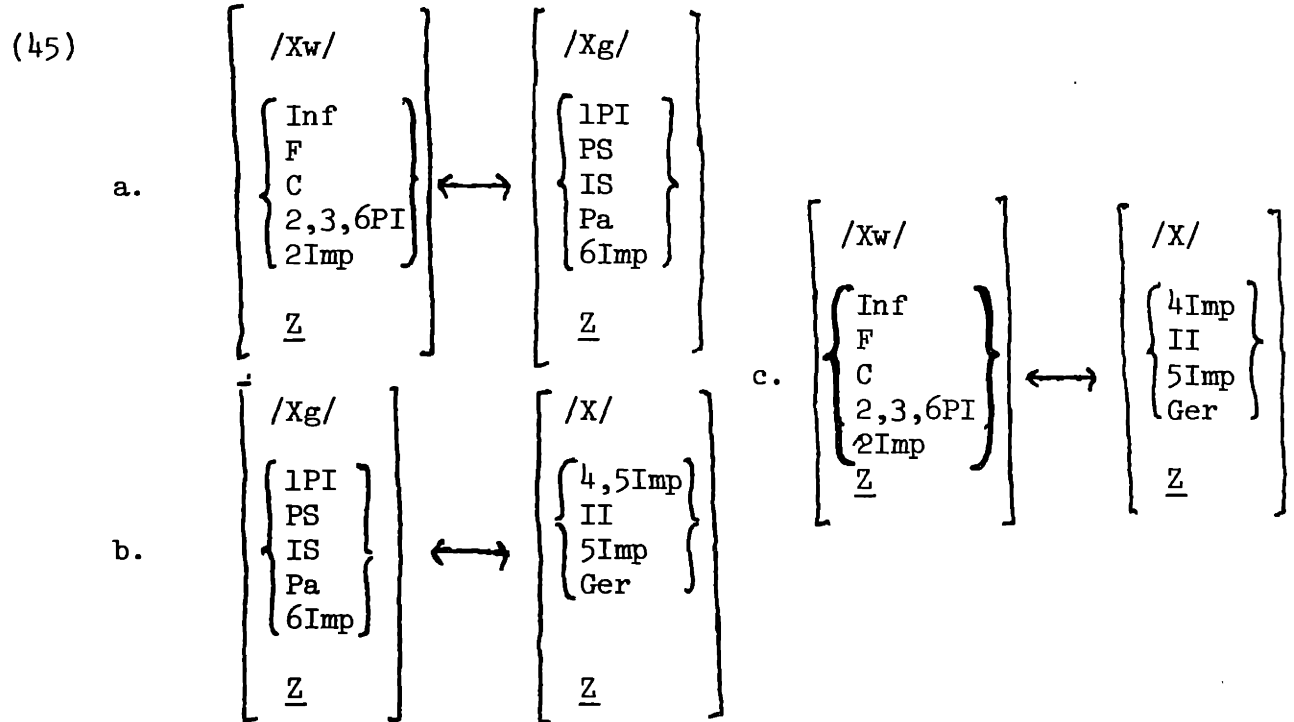 (45)
a.
/Xw/
Inf
F
C
2,3,6PI
2Imp
Z
↔
/Xg/
1PI
PS
IS
Pa
6Imp
Z
b.
/Xg/
1PI
PS
IS
Pa
6Imp
Z
↔
/X/
4,5Imp
II
5Imp
Ger
Z
c.
/Xw/
Inf
F
C
2,3,6PI
2Imp
Z
↔
/X/
4Imp
II
5Imp
Ger
Z